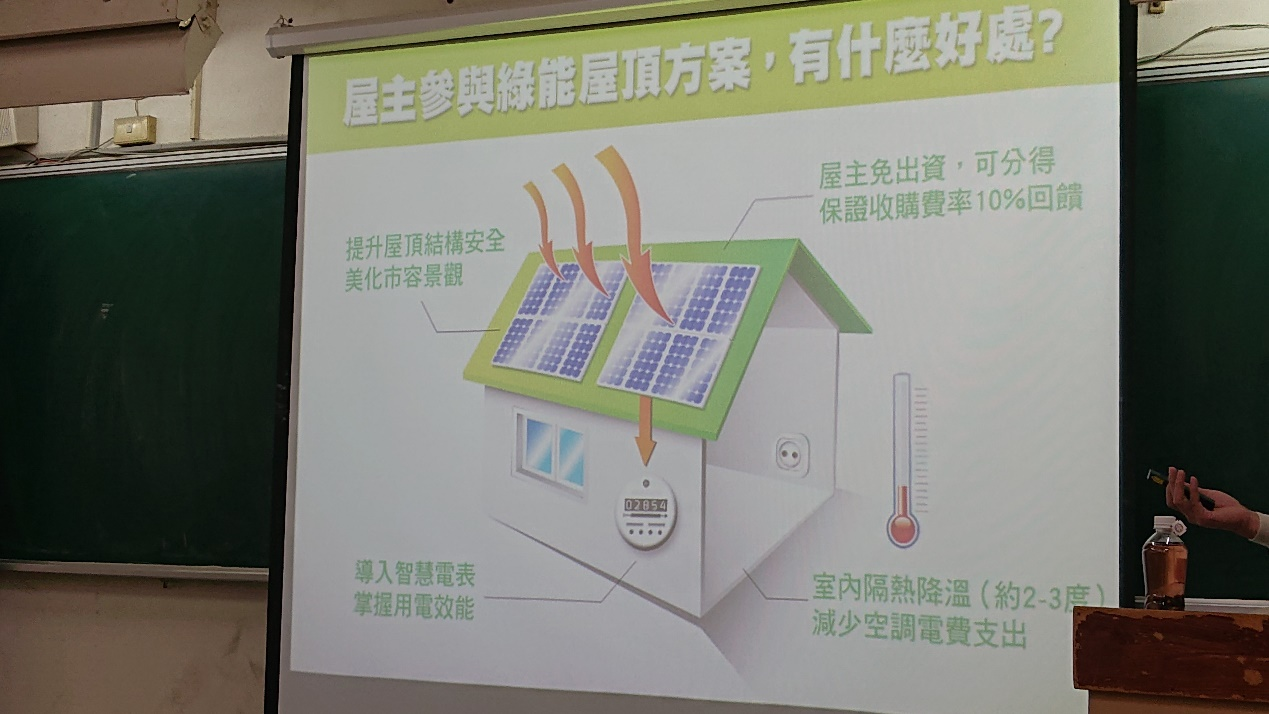 屋主參與綠能屋頂方案，有什麼好處?
屋主免出資，可分得
保證收購費率10%回饋
提升屋頂結構安全
美化市容景觀
02854
導入智慧電表
掌握用電效能
室內隔熱降溫（約2-3度）
減少空調電費支出